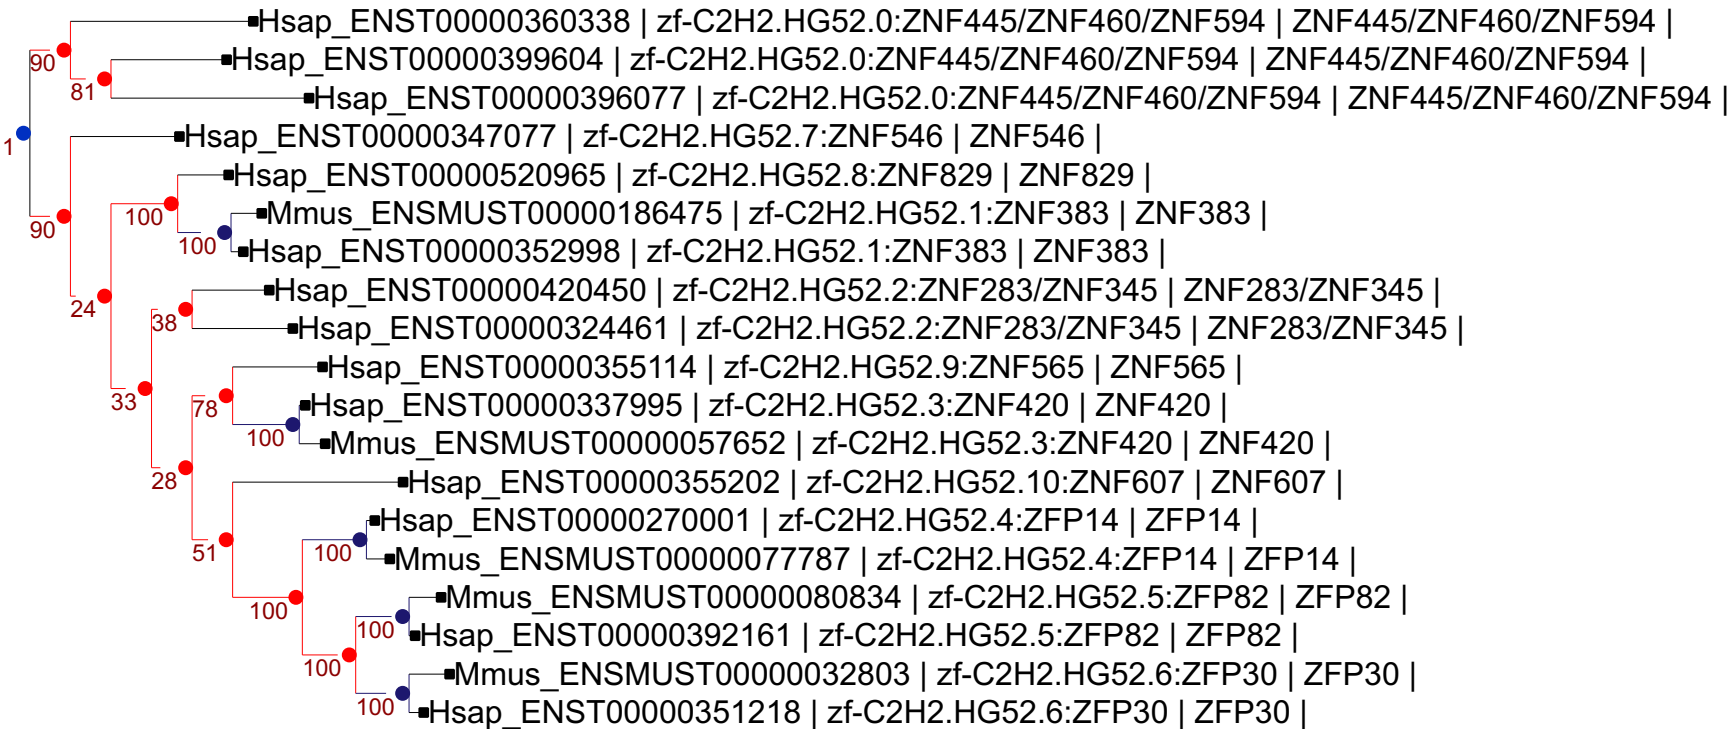 Hsap_ENST00000360338 | zf-C2H2.HG52.0:ZNF445/ZNF460/ZNF594 | ZNF445/ZNF460/ZNF594 |
90
Hsap_ENST00000399604 | zf-C2H2.HG52.0:ZNF445/ZNF460/ZNF594 | ZNF445/ZNF460/ZNF594 |
81
Hsap_ENST00000396077 | zf-C2H2.HG52.0:ZNF445/ZNF460/ZNF594 | ZNF445/ZNF460/ZNF594 |
1
Hsap_ENST00000347077 | zf-C2H2.HG52.7:ZNF546 | ZNF546 |
Hsap_ENST00000520965 | zf-C2H2.HG52.8:ZNF829 | ZNF829 |
100
Mmus_ENSMUST00000186475 | zf-C2H2.HG52.1:ZNF383 | ZNF383 |
90
100
Hsap_ENST00000352998 | zf-C2H2.HG52.1:ZNF383 | ZNF383 |
Hsap_ENST00000420450 | zf-C2H2.HG52.2:ZNF283/ZNF345 | ZNF283/ZNF345 |
24
38
Hsap_ENST00000324461 | zf-C2H2.HG52.2:ZNF283/ZNF345 | ZNF283/ZNF345 |
Hsap_ENST00000355114 | zf-C2H2.HG52.9:ZNF565 | ZNF565 |
33
78
Hsap_ENST00000337995 | zf-C2H2.HG52.3:ZNF420 | ZNF420 |
100
Mmus_ENSMUST00000057652 | zf-C2H2.HG52.3:ZNF420 | ZNF420 |
28
Hsap_ENST00000355202 | zf-C2H2.HG52.10:ZNF607 | ZNF607 |
Hsap_ENST00000270001 | zf-C2H2.HG52.4:ZFP14 | ZFP14 |
51
100
Mmus_ENSMUST00000077787 | zf-C2H2.HG52.4:ZFP14 | ZFP14 |
Mmus_ENSMUST00000080834 | zf-C2H2.HG52.5:ZFP82 | ZFP82 |
100
100
Hsap_ENST00000392161 | zf-C2H2.HG52.5:ZFP82 | ZFP82 |
100
Mmus_ENSMUST00000032803 | zf-C2H2.HG52.6:ZFP30 | ZFP30 |
100
Hsap_ENST00000351218 | zf-C2H2.HG52.6:ZFP30 | ZFP30 |